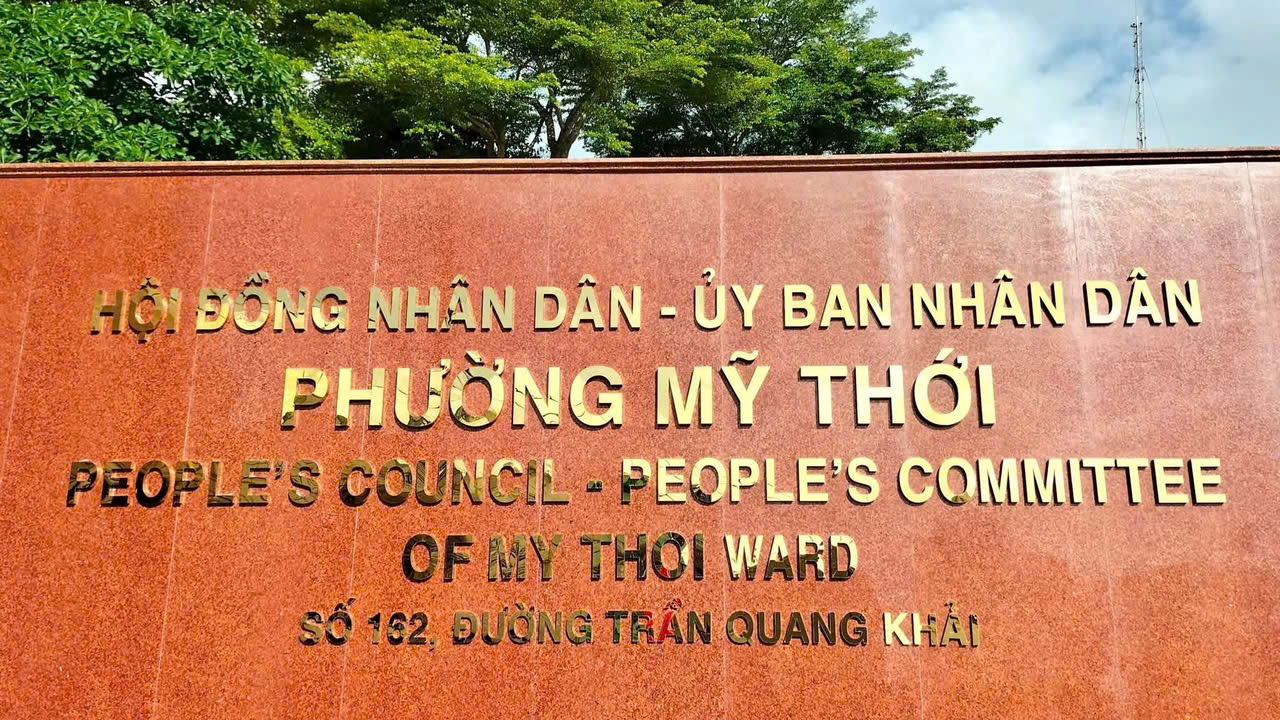 HỘI ĐỒNG NHÂN DÂN - ỦY BAN NHÂN DÂN
PHƯỜNG MỸ THỚI
PEOPLE'S COUNCIL - PEOPLE'S COMMITTEE
OF MY THOI WARD
SỐ 162, ĐƯỜNG TRẦN QUANG KHẢI